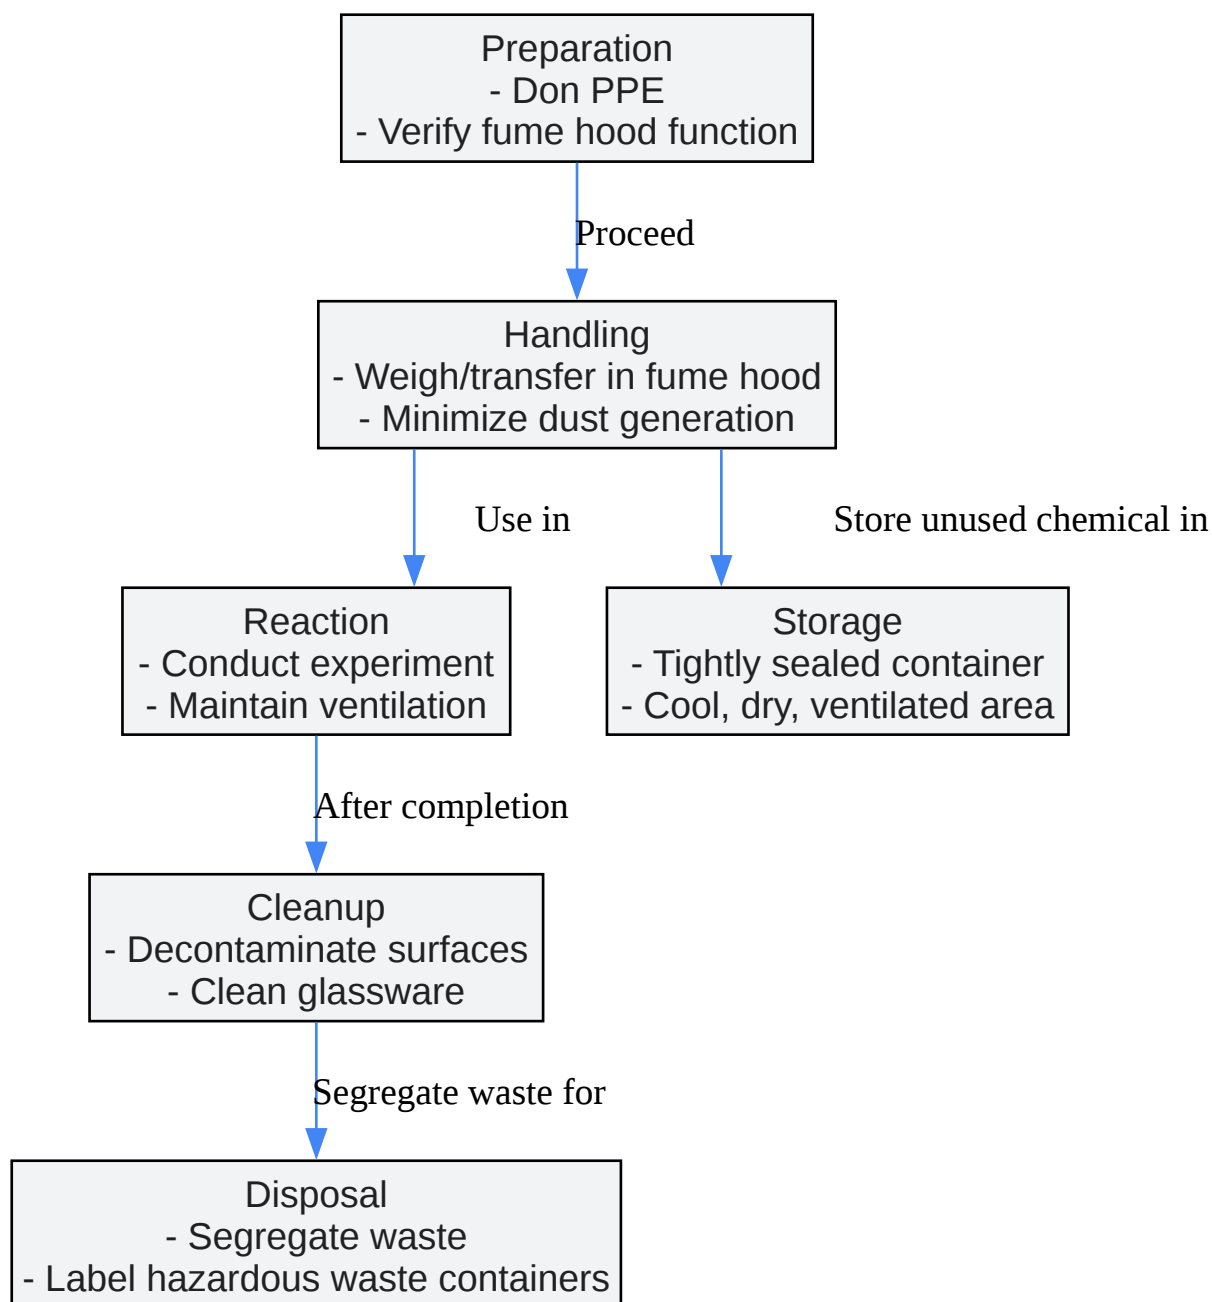 Preparation
- Don PPE
- Verify fume hood function
Proceed
Handling
- Weigh/transfer in fume hood
- Minimize dust generation
Use in
Store unused chemical in
Reaction
- Conduct experiment
- Maintain ventilation
Storage
- Tightly sealed container
- Cool, dry, ventilated area
After completion
Cleanup
- Decontaminate surfaces
- Clean glassware
Segregate waste for
Disposal
- Segregate waste
- Label hazardous waste containers